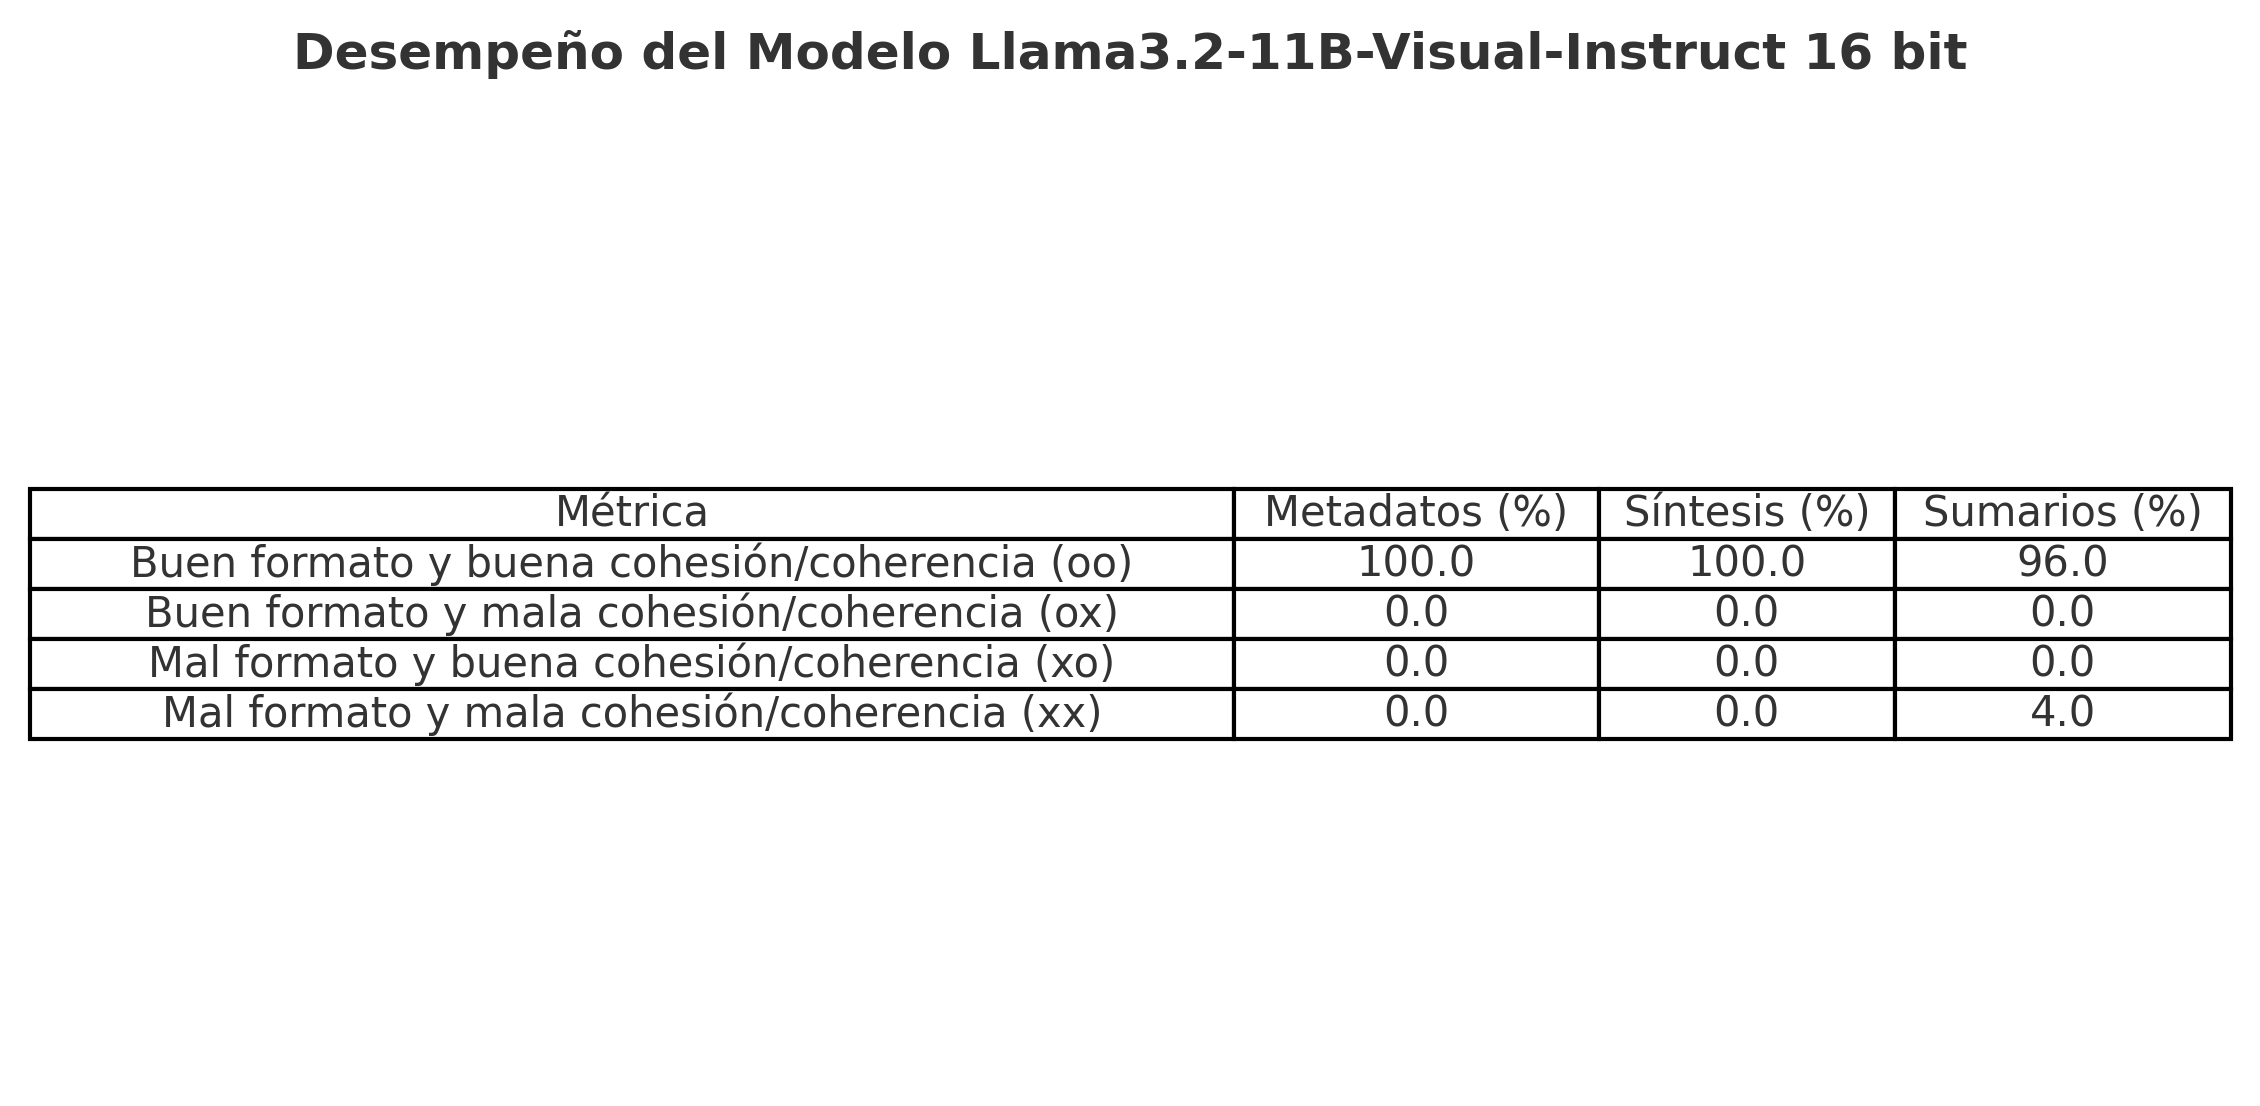 Desempeño del Modelo Llama3.2-11B-Visual-Instruct 16 bit
Métrica Metadatos (%) Síntesis (%) Sumarios (%)
Buen formato y buena cohesión/coherencia (oo) 100.0 100.0 96.0
Buen formato y mala cohesión/coherencia (ox) 0.0 0.0 0.0
Mal formato y buena cohesión/coherencia (xo) 0.0 0.0 0.0
Mal formato y mala cohesión/coherencia (xx) 0.0 0.0 4.0